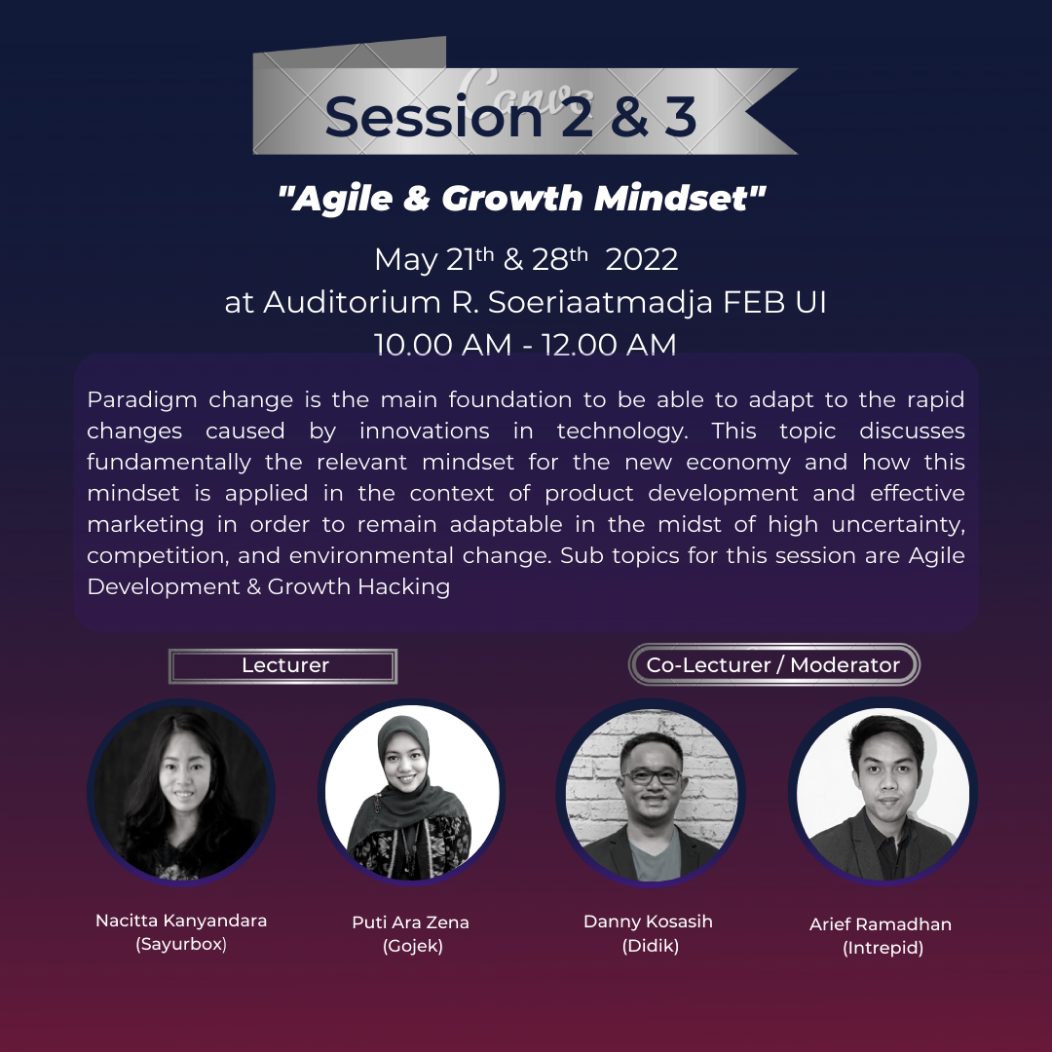 Canva
Session 2 & 3
"Agile & Growth Mindset"
May 21th & 28th 2022
at Auditorium R. Soeriaatmadja FEB UI
10.00 AM - 12.00 AM
Paradigm change is the main foundation to be able to adapt to the rapid
changes caused by innovations in technology. This topic discusses
fundamentally the relevant mindset for the new economy and how this
mindset is applied in the context of product development and effective
marketing in order to remain adaptable in the midst of high uncertainty,
competition, and environmental change. Sub topics for this session are Agile
Development & Growth Hacking
Lecturer
Co-Lecturer / Moderator
Nacitta Kanyandara
(Sayurbox)
Puti Ara Zena
(Gojek)
Danny Kosasih
(Didik)
Arief Ramadhan
(Intrepid)